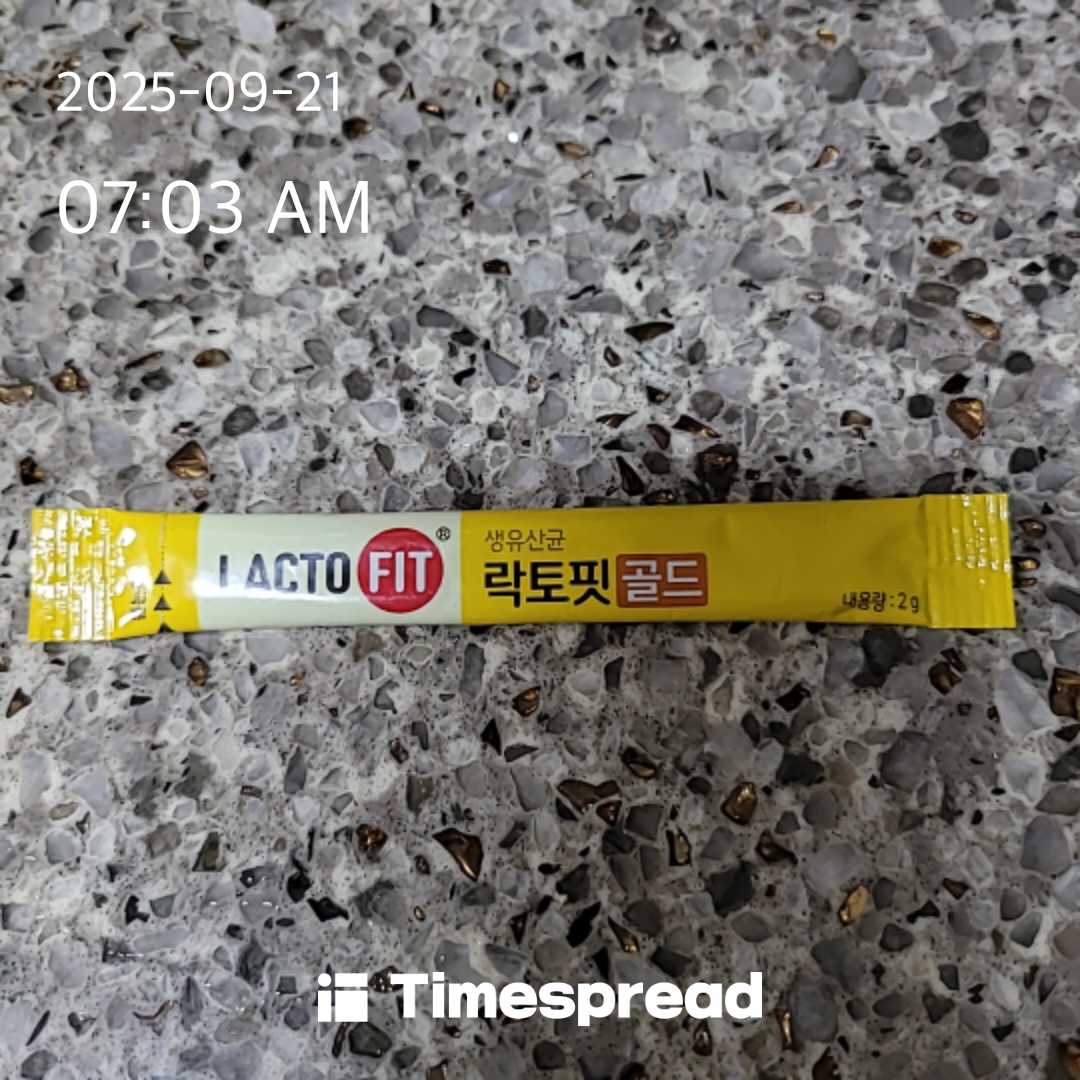 2025-09-21
07:03 AM
LACTO FIT®
생유산균
락토핏 골드
내용량 : 2g
Timespread